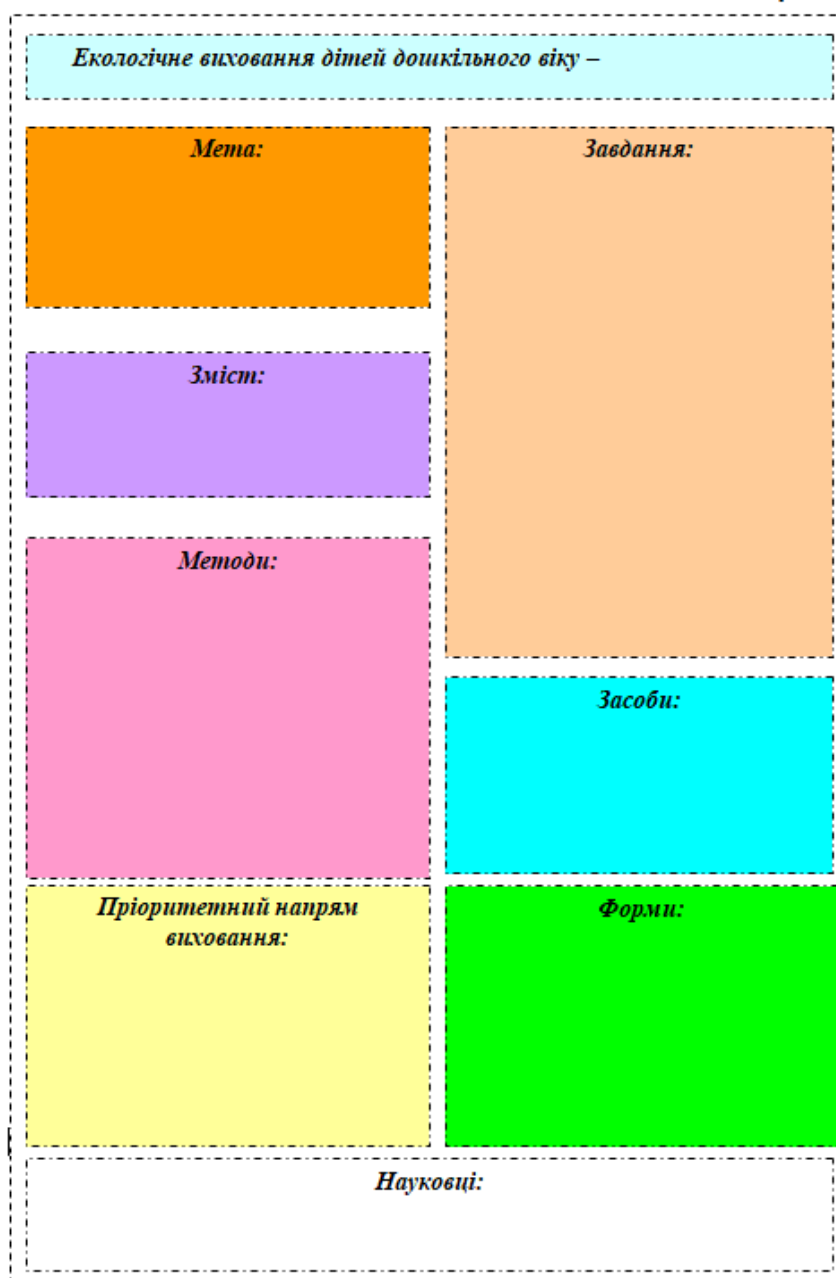 Екологічне виховання дітей дошкільного віку –
Мета:
Завдання:
Зміст:
Методи:
Засоби:
Пріоритетний напрям
виховання:
Форми:
Науковці: